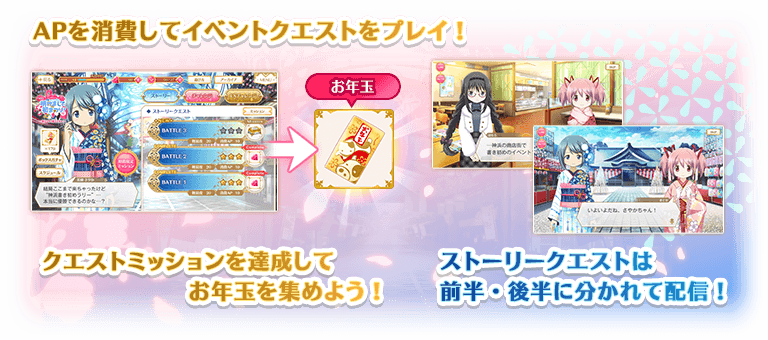 APを消費してイベントクエストをプレイ！
お年玉
ストーリー
ストーリークエスト
BATTLE 3
BATTLE 2
BATTLE 1
結局ここまで来ちゃったけど
“神浜書き初めラリー”…
本当に優勝できるのかな…？
―神浜の商店街で
書き初めのイベント
いよいよだね、さやかちゃん！
クエストミッションを達成して
お年玉を集めよう！
ストーリークエストは
前半・後半に分かれて配信！